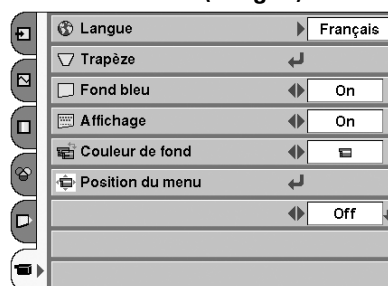 Langue Français
Trapèze
Fond bleu On
Affichage On
Couleur de fond
Position du menu
Off